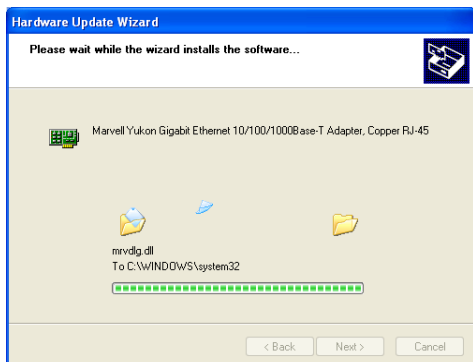 Hardware Update Wizard
Please wait while the wizard installs the software...
Marvell Yukon Gigabit Ethernet 10/100/1000Base-T Adapter, Copper RJ-45
mrvdlg.dll
To C:\WINDOWS\system32
< Back Next > Cancel